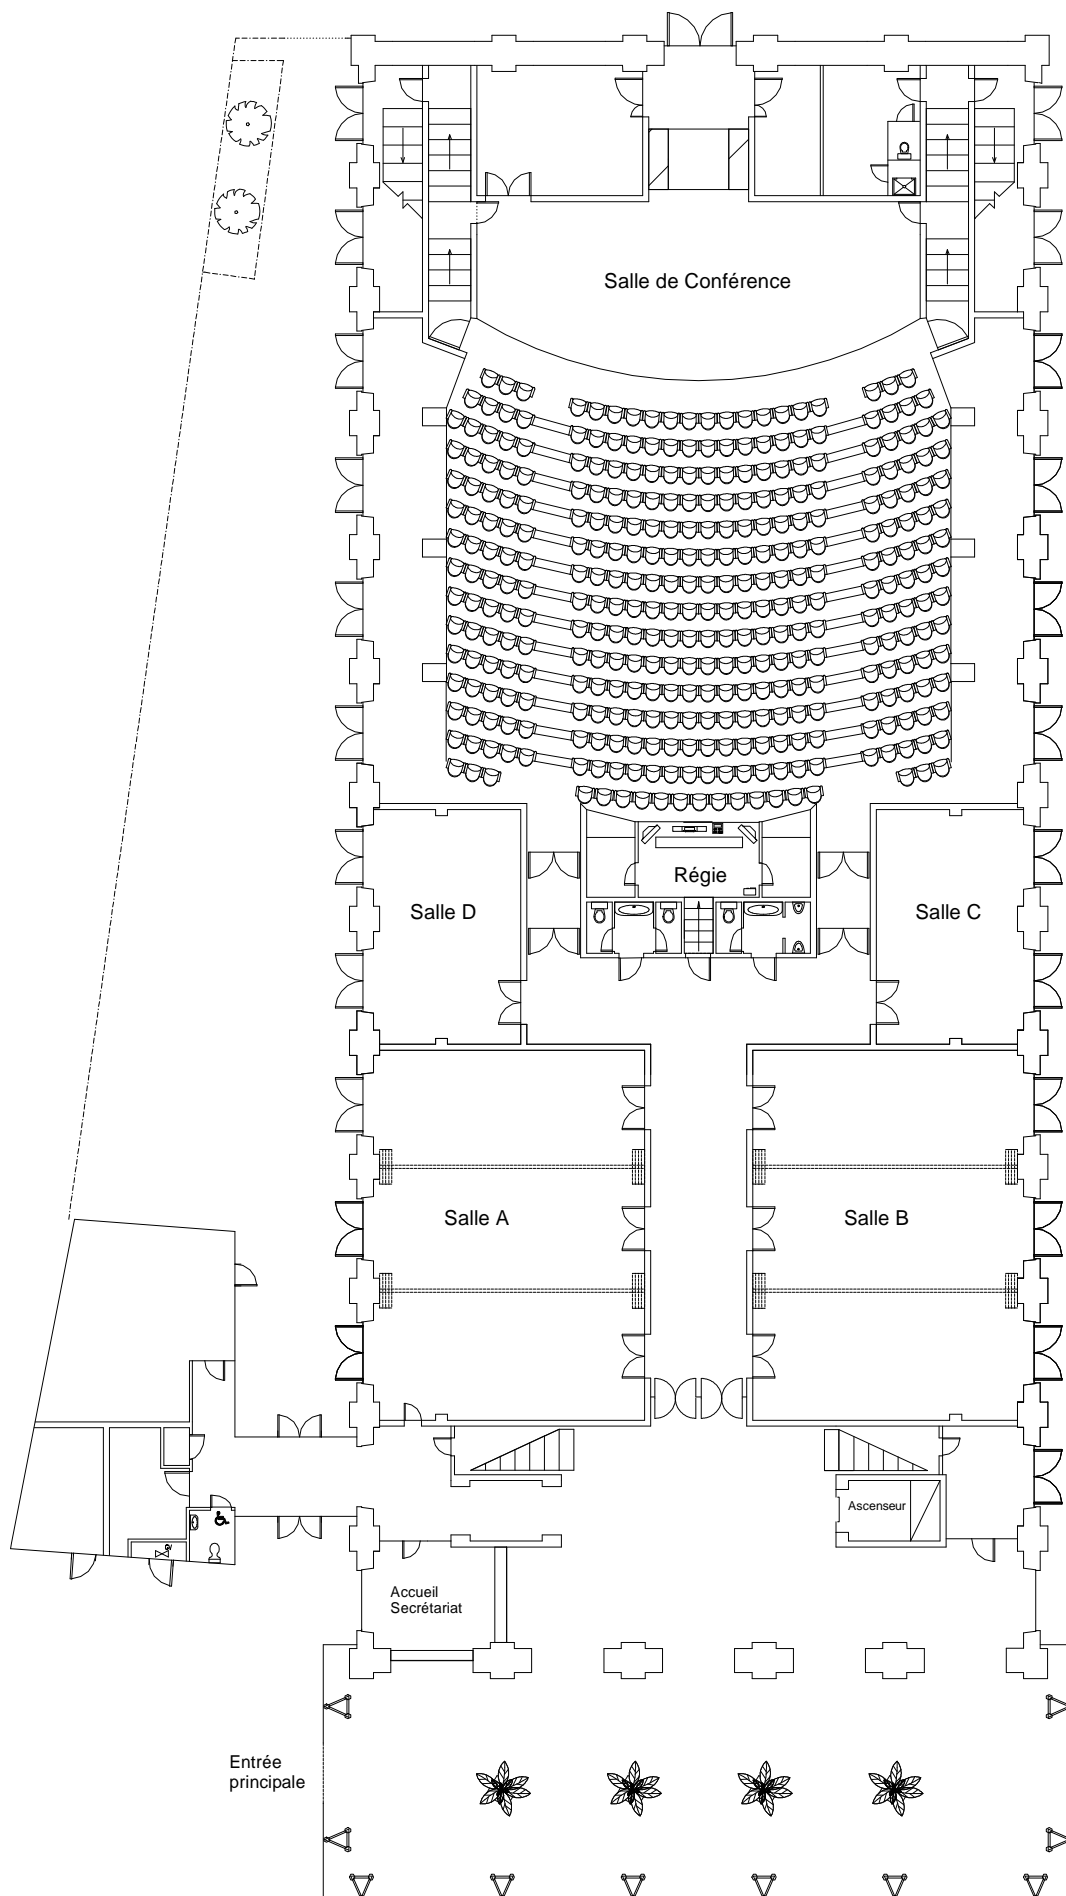 Salle de Conférence
Régie
Salle D
Salle C
Salle A
Salle B
Ascenseur
Accueil
Secrétariat
Entrée
principale